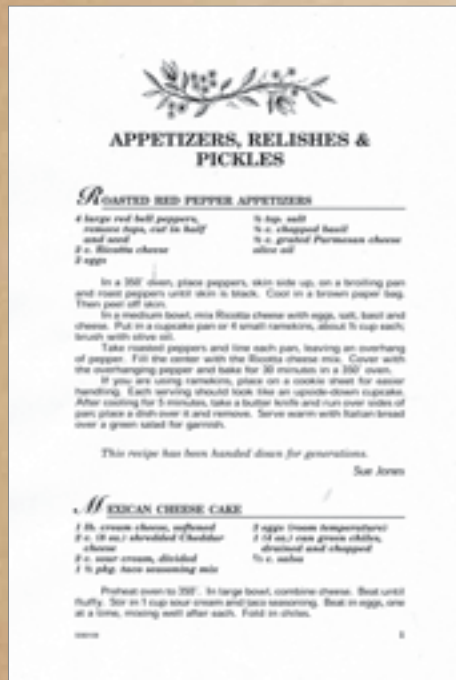 APPETIZERS, RELISHES &
PICKLES
ROASTED RED PEPPER APPETIZERS
4 large red bell peppers,
remove tops, cut in half
and seed
2 c. Ricotta cheese
2 eggs
tsp. salt
c. chopped basil
c. grated Parmesan cheese
olive oil
In a 350° oven, place peppers, skin side up, on a broiling pan
and roast peppers until skin is black. Cool in a brown paper bag.
Then peel off skin.
In a medium bowl, mix Ricotta cheese with eggs, salt, basil and
cheese. Put in a cupcake pan or 4 small ramekins, about ½ cup each;
brush with olive oil.
Take roasted peppers and line each pan, leaving an overhang
of pepper. Fill the center with the Ricotta cheese mix. Cover with
the overhanging pepper and bake for 30 minutes in a 350° oven.
If you are using ramekins, place on a cookie sheet for easier
handling. Each serving should look like an upside-down cupcake.
After cooling for 5 minutes, take a butter knife and run over sides of
pan; place a dish over it and remove. Serve warm with Italian bread
over a green salad for garnish.
This recipe has been handed down for generations.
Sue Jones
MEXICAN CHEESE CAKE
1 lb. cream cheese, softened
2 c. (8 oz.) shredded Cheddar
cheese
2 c. sour cream, divided
1 ½ pkg. taco seasoning mix
3 eggs (room temperature)
1 (4 oz.) can green chiles,
drained and chopped
c. salsa
Preheat oven to 350°. In large bowl, combine cheese. Beat until
fluffy. Stir in 1 cup sour cream and taco seasoning. Beat in eggs, one
at a time, mixing well after each. Fold in chiles.
1